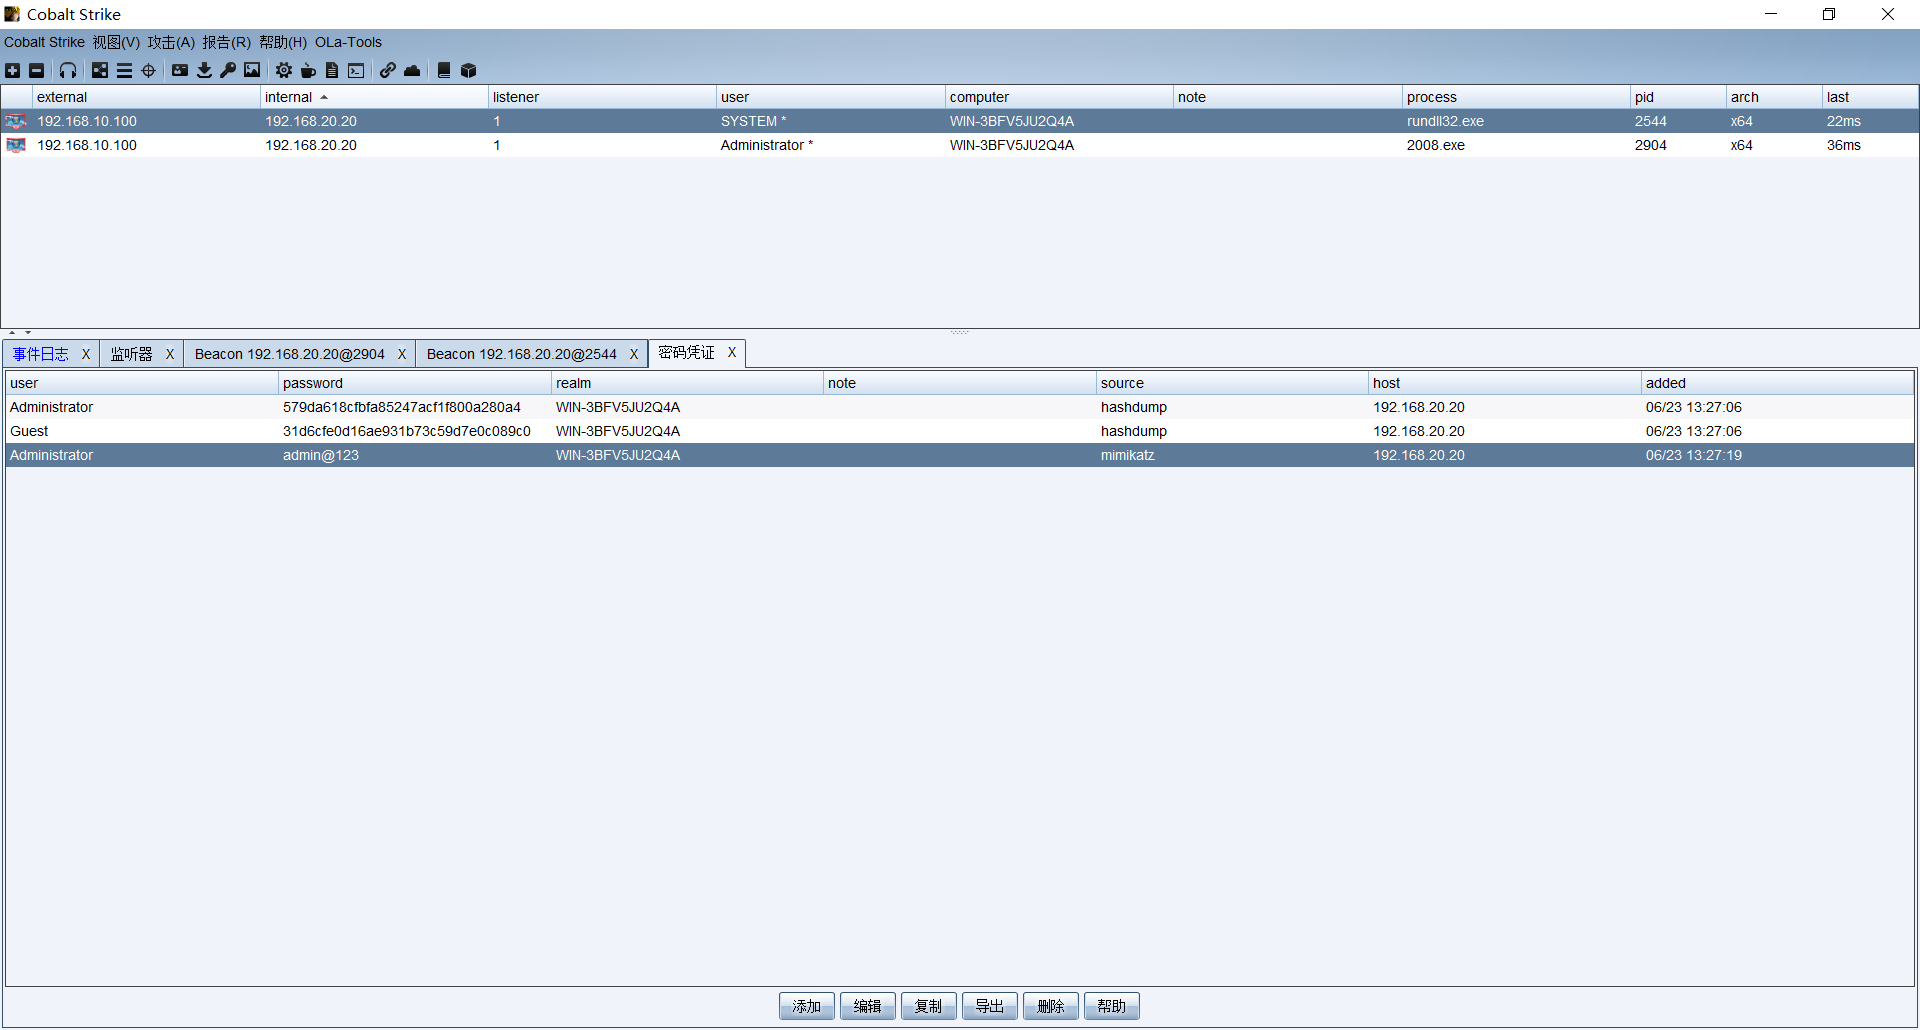 Cobalt Strike
Cobalt Strike 视图(V) 攻击(A) 报告(R) 帮助(H) OLa-Tools
external internal listener user computer note process pid arch last
192.168.10.100 192.168.20.20 1 SYSTEM * WIN-3BFV5JU2Q4A rundll32.exe 2544 x64 22ms
192.168.10.100 192.168.20.20 1 Administrator * WIN-3BFV5JU2Q4A 2008.exe 2904 x64 36ms
事件日志 X 监听器 X Beacon 192.168.20.20@2904 X Beacon 192.168.20.20@2544 X 密码凭证 X
user password realm note source host added
Administrator 579da618cfbfa85247acf1f800a280a4 WIN-3BFV5JU2Q4A hashdump 192.168.20.20 06/23 13:27:06
Guest 31d6cfe0d16ae931b73c59d7e0c089c0 WIN-3BFV5JU2Q4A hashdump 192.168.20.20 06/23 13:27:06
Administrator admin@123 WIN-3BFV5JU2Q4A mimikatz 192.168.20.20 06/23 13:27:19
添加 编辑 复制 导出 删除 帮助